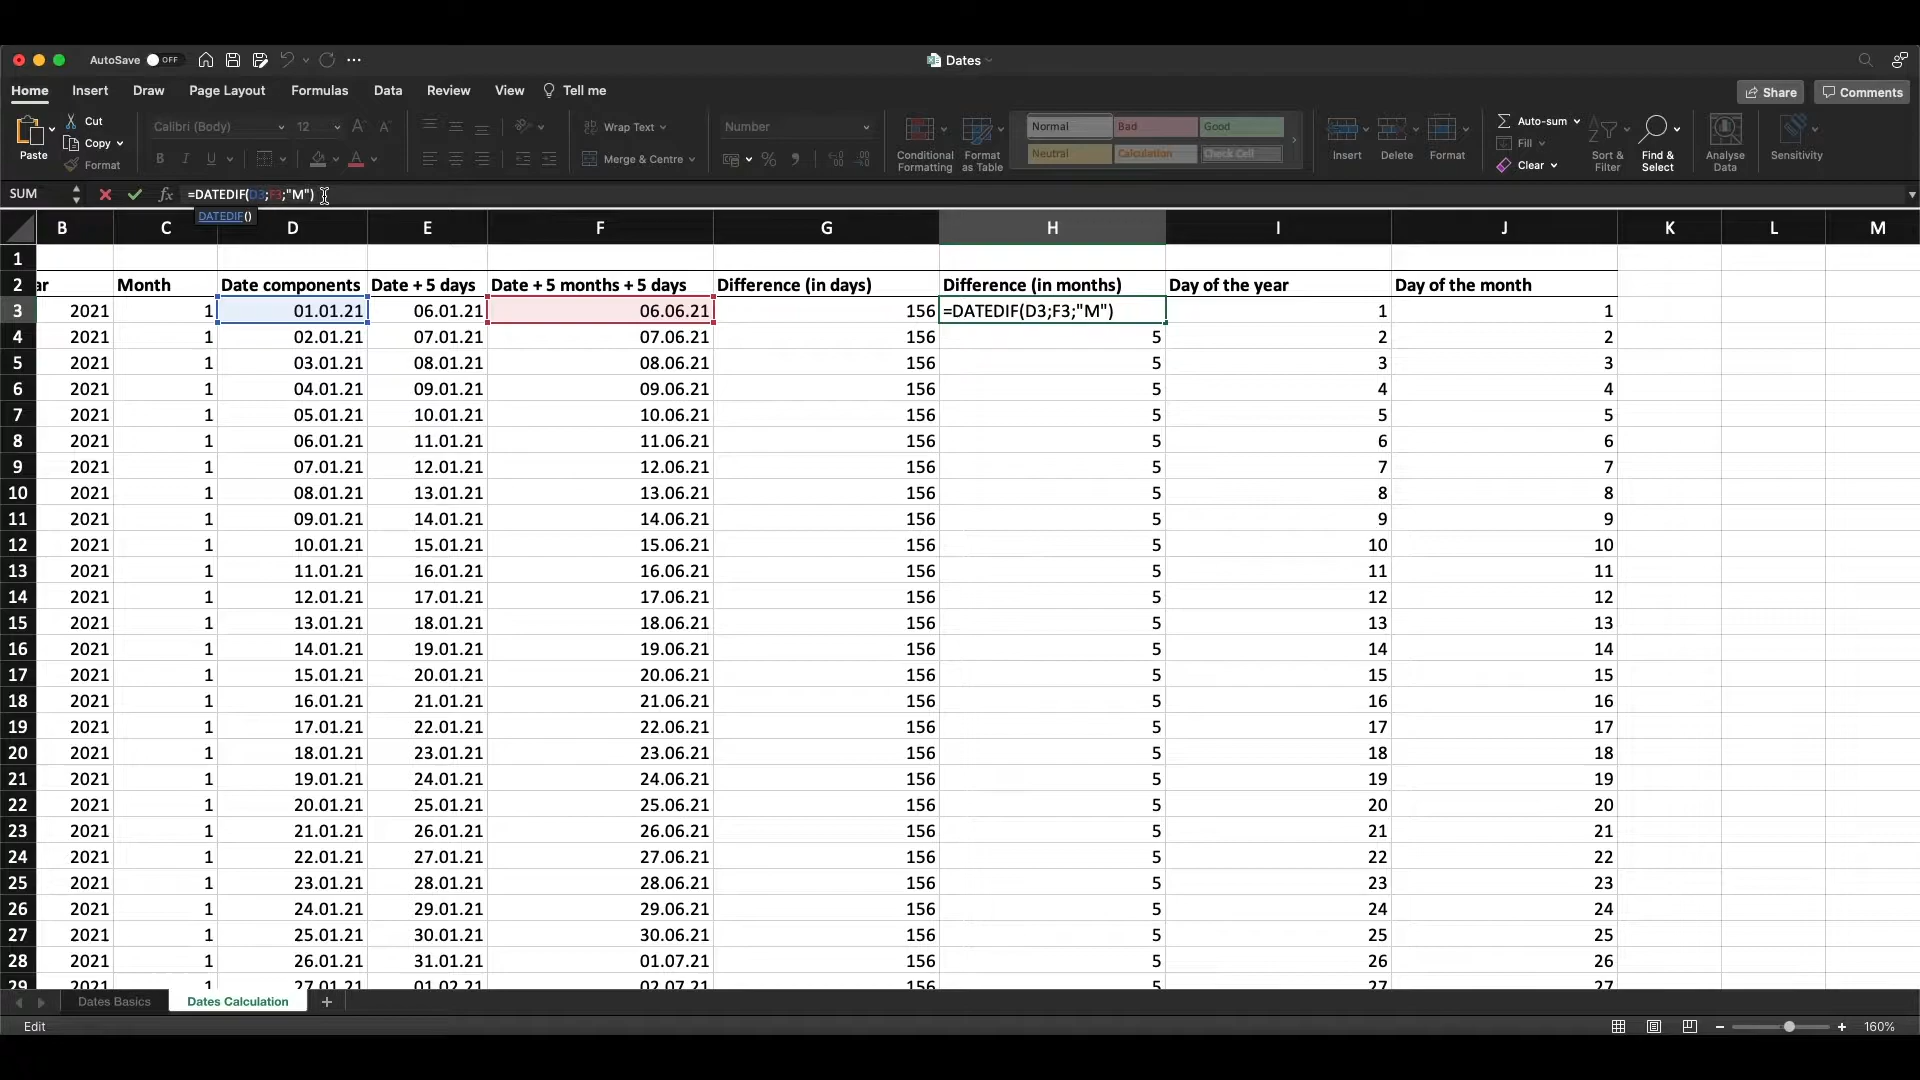 AutoSave OFF
Dates
Home Insert Draw Page Layout Formulas Data Review View Tell me
Share Comments
Paste
Cut
Copy
Format
Calibri (Body) 12
Wrap Text
Merge & Centre
Number
Conditional Formatting
Format as Table
Normal Bad Good
Neutral Calculation Check Cell
Insert Delete Format
Auto-sum
Fill
Clear
Sort & Filter
Find & Select
Analyse Data
Sensitivity
SUM fx =DATEDIF(D3;F3;"M")
DATEDIF()
B C D E F G H I J K L M
1
2 ar Month Date components Date + 5 days Date + 5 months + 5 days Difference (in days) Difference (in months) Day of the year Day of the month
3 2021 1 01.01.21 06.01.21 06.06.21 156 =DATEDIF(D3;F3;"M") 1 1
4 2021 1 02.01.21 07.01.21 07.06.21 156 5 2 2
5 2021 1 03.01.21 08.01.21 08.06.21 156 5 3 3
6 2021 1 04.01.21 09.01.21 09.06.21 156 5 4 4
7 2021 1 05.01.21 10.01.21 10.06.21 156 5 5 5
8 2021 1 06.01.21 11.01.21 11.06.21 156 5 6 6
9 2021 1 07.01.21 12.01.21 12.06.21 156 5 7 7
10 2021 1 08.01.21 13.01.21 13.06.21 156 5 8 8
11 2021 1 09.01.21 14.01.21 14.06.21 156 5 9 9
12 2021 1 10.01.21 15.01.21 15.06.21 156 5 10 10
13 2021 1 11.01.21 16.01.21 16.06.21 156 5 11 11
14 2021 1 12.01.21 17.01.21 17.06.21 156 5 12 12
15 2021 1 13.01.21 18.01.21 18.06.21 156 5 13 13
16 2021 1 14.01.21 19.01.21 19.06.21 156 5 14 14
17 2021 1 15.01.21 20.01.21 20.06.21 156 5 15 15
18 2021 1 16.01.21 21.01.21 21.06.21 156 5 16 16
19 2021 1 17.01.21 22.01.21 22.06.21 156 5 17 17
20 2021 1 18.01.21 23.01.21 23.06.21 156 5 18 18
21 2021 1 19.01.21 24.01.21 24.06.21 156 5 19 19
22 2021 1 20.01.21 25.01.21 25.06.21 156 5 20 20
23 2021 1 21.01.21 26.01.21 26.06.21 156 5 21 21
24 2021 1 22.01.21 27.01.21 27.06.21 156 5 22 22
25 2021 1 23.01.21 28.01.21 28.06.21 156 5 23 23
26 2021 1 24.01.21 29.01.21 29.06.21 156 5 24 24
27 2021 1 25.01.21 30.01.21 30.06.21 156 5 25 25
28 2021 1 26.01.21 31.01.21 01.07.21 156 5 26 26
29 2021 1 27.01.21 01.02.21 02.07.21 156 5 27 27
Dates Basics Dates Calculation +
Edit 160%